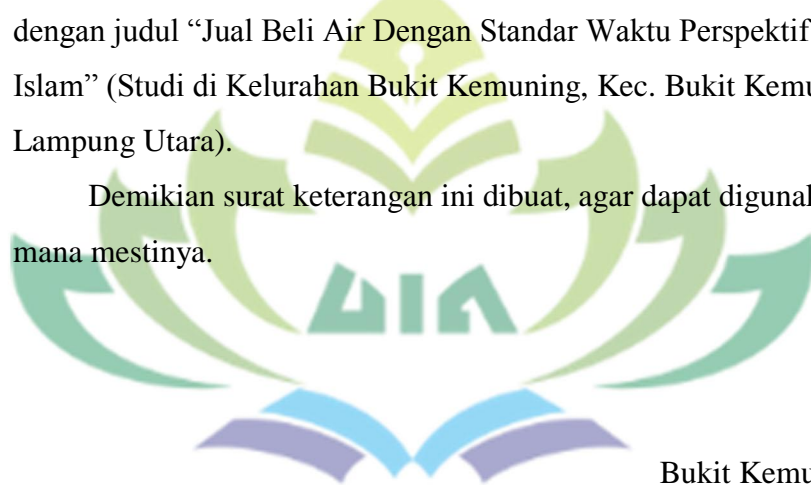 dengan judul “Jual Beli Air Dengan Standar Waktu Perspektif
Islam” (Studi di Kelurahan Bukit Kemuning, Kec. Bukit Kemu
Lampung Utara).
Demikian surat keterangan ini dibuat, agar dapat digunal
mana mestinya.
UIN
Bukit Kemu